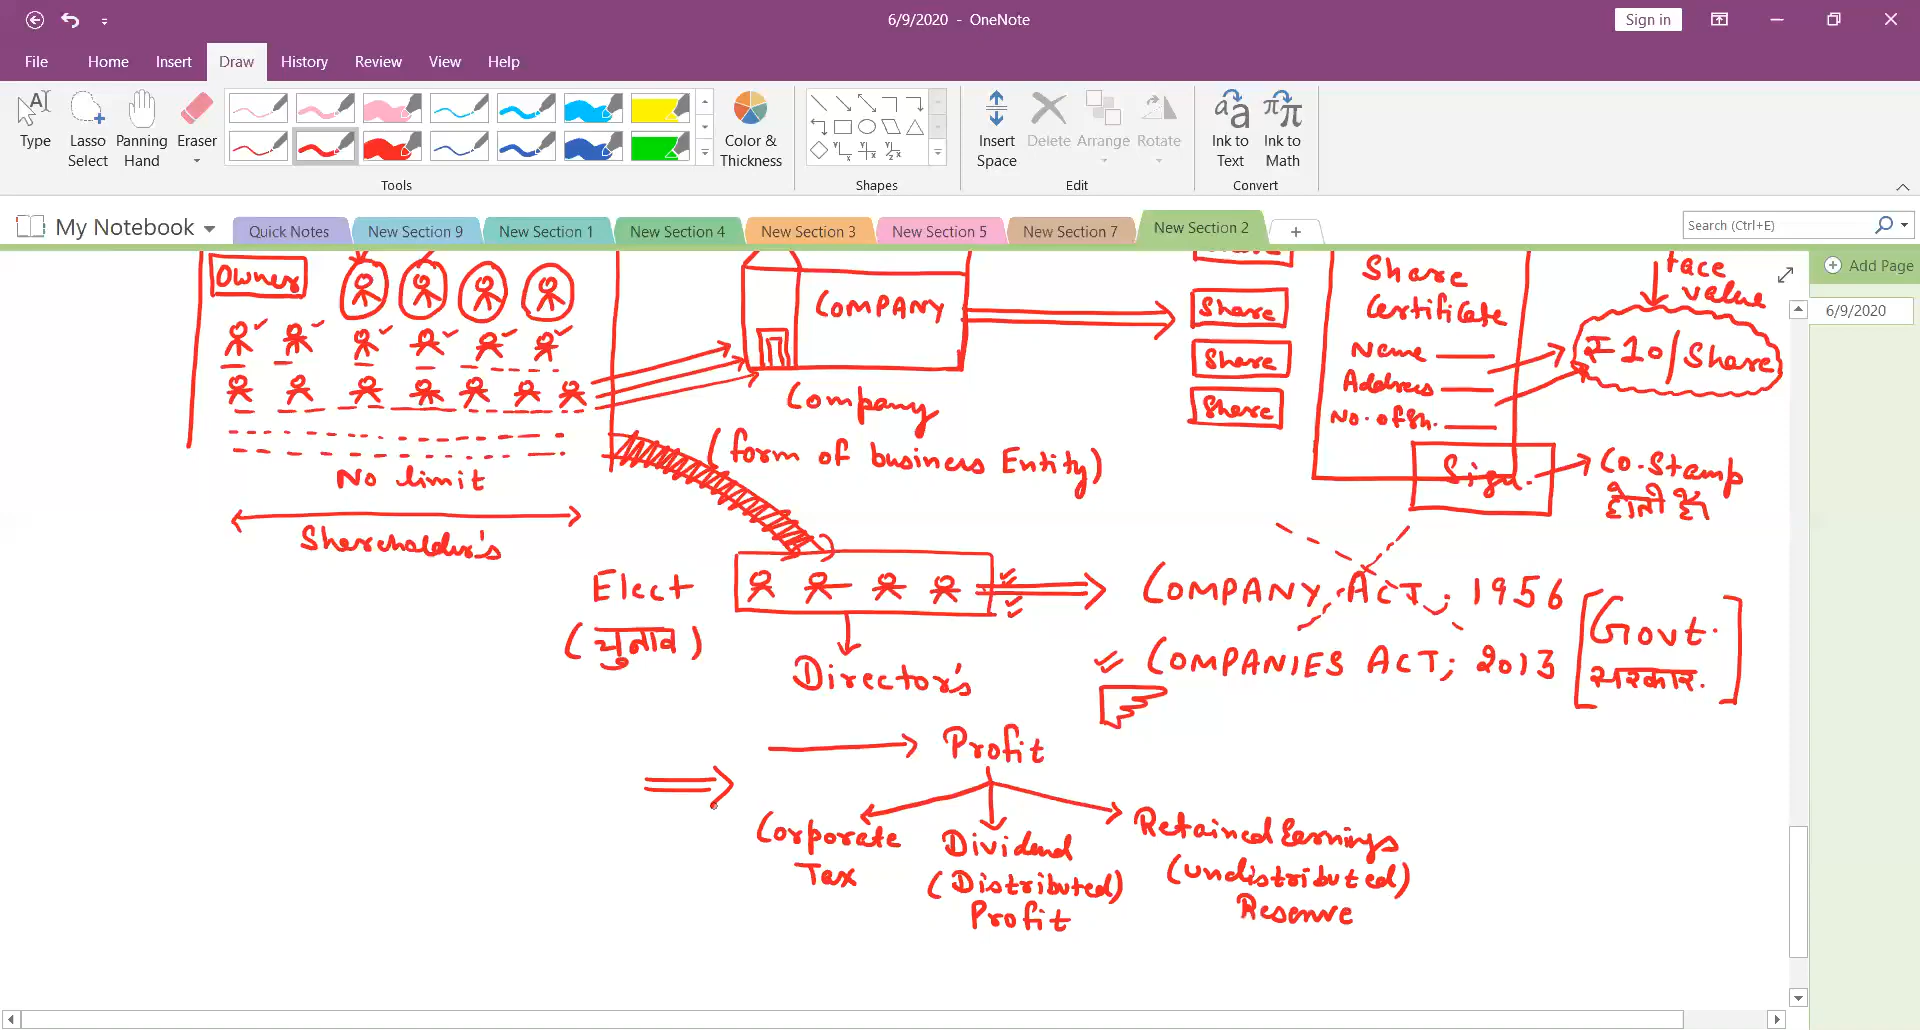 6/9/2020 - OneNote
Sign in
File Home Insert Draw History Review View Help
Type
Lasso Select
Panning Hand
Eraser
Color & Thickness
Insert Space
Delete
Arrange
Rotate
Ink to Text
Ink to Math
Tools
Shapes
Edit
Convert
My Notebook
Quick Notes
New Section 9
New Section 1
New Section 4
New Section 3
New Section 5
New Section 7
New Section 2
Search (Ctrl+E)
Add Page
6/9/2020
Owner
No limit
Shareholder's
COMPANY
Company
(form of business Entity)
Share
Share
Share
Share
Certificate
Name
Address
No. of Sh.
Sign.
face
value
₹ 10/Share
Co. Stamp
होती है।
Elect
(चुनाव)
Director's
COMPANY ACT, 1956
COMPANIES ACT; 2013
Govt.
सरकार.
Profit
Corporate
Tax
Dividend
(Distributed)
Profit
Retained Earnings
(undistributed)
Reserve